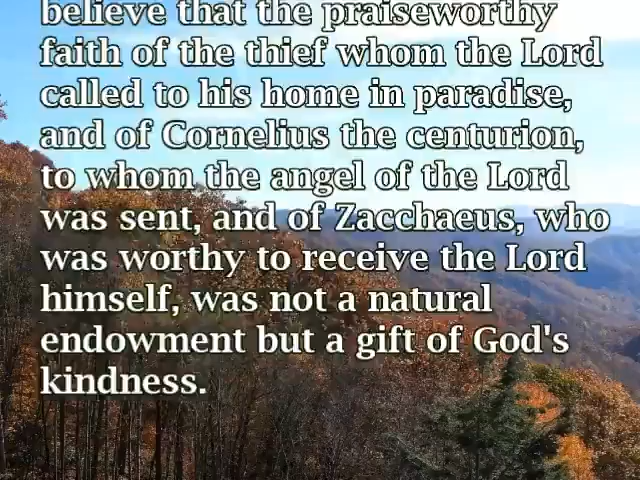 believe that the praiseworthy
faith of the thief whom the Lord
called to his home in paradise,
and of Cornelius the centurion,
to whom the angel of the Lord
was sent, and of Zacchaeus, who
was worthy to receive the Lord
himself, was not a natural
endowment but a gift of God's
kindness.